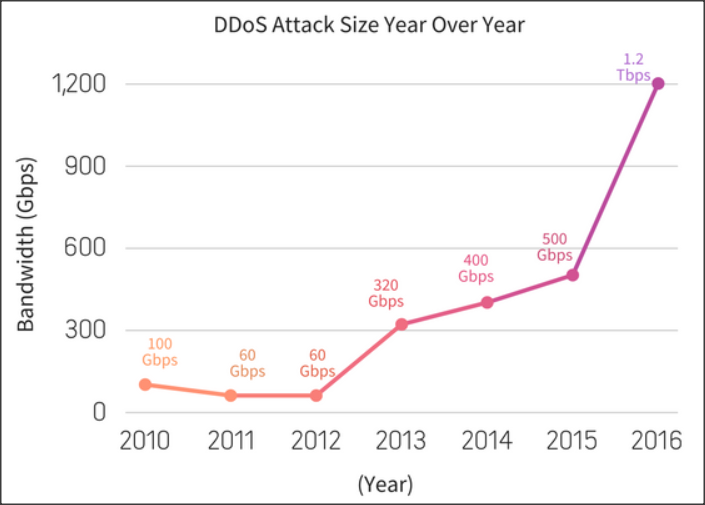 DDoS Attack Size Year Over Year
1.2
Tbps
1,200
900
Bandwidth (Gbps)
600
500
Gbps
400
Gbps
320
Gbps
300
100
Gbps
60
Gbps
60
Gbps
0
2010 2011 2012 2013 2014 2015 2016
(Year)